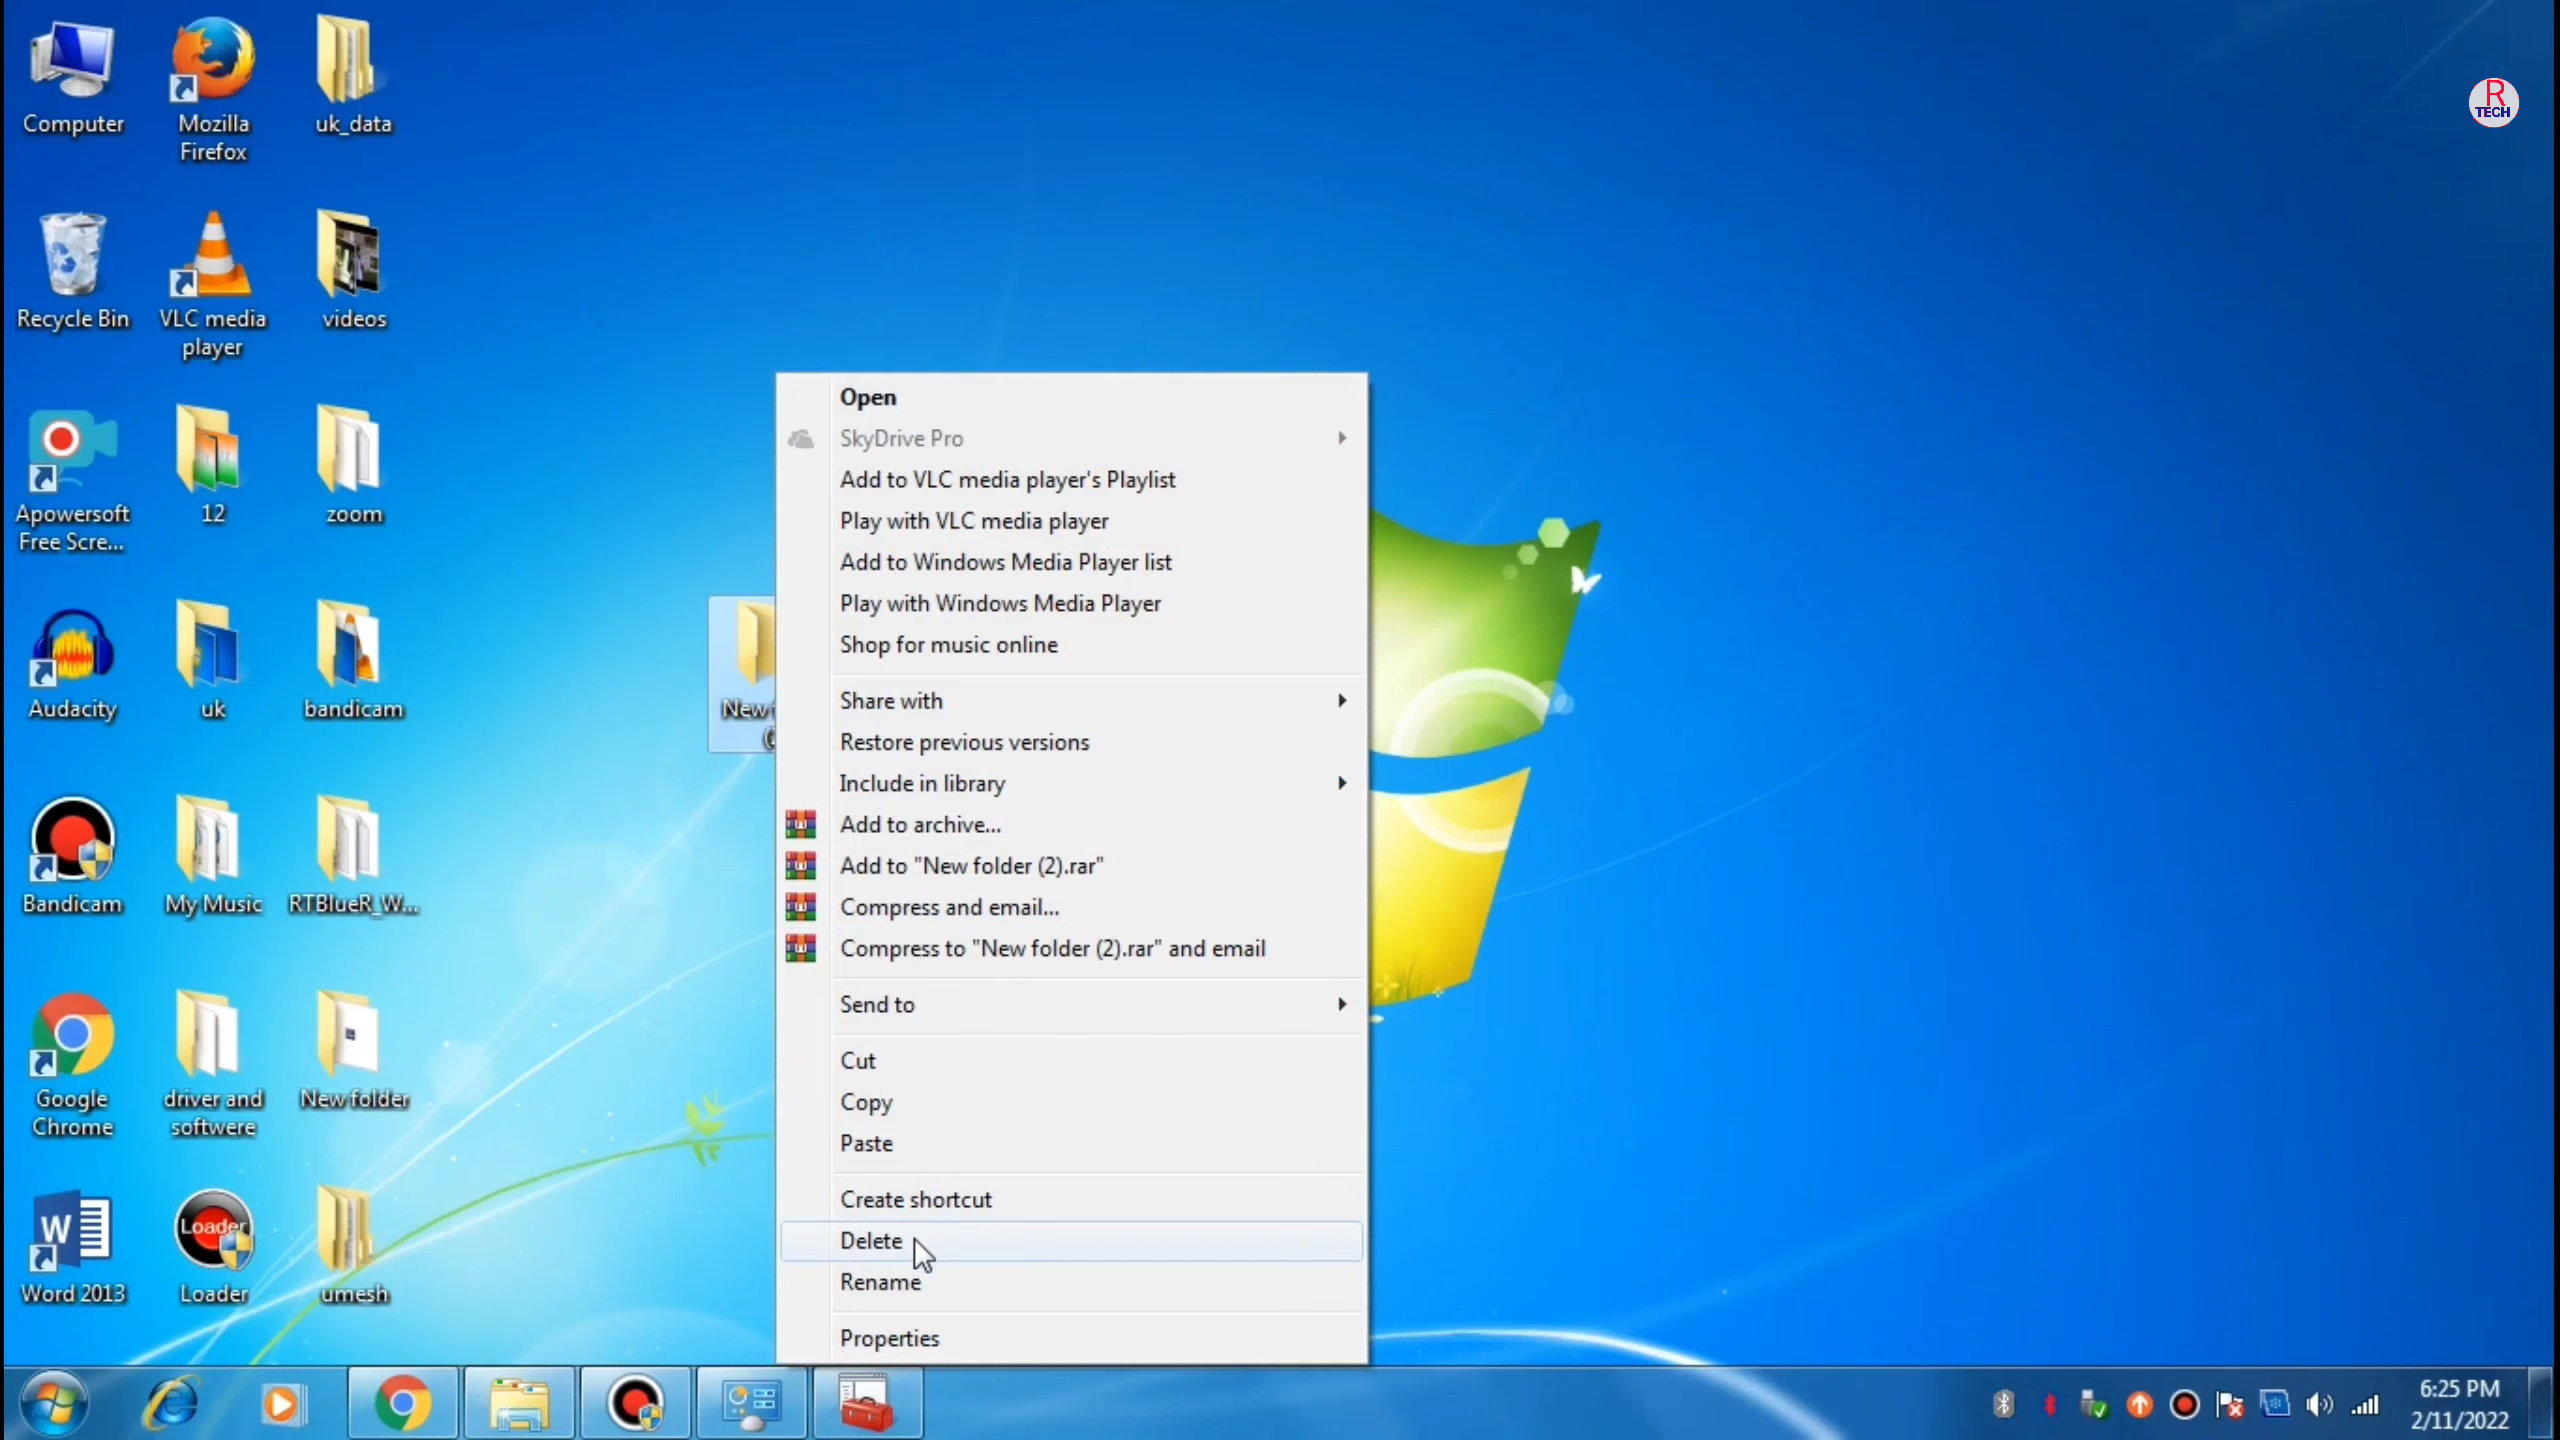 Computer
Mozilla
Firefox
uk_data
R
TECH
Recycle Bin
VLC media
player
videos
Apowersoft
Free Scre...
12
zoom
Audacity
uk
bandicam
New
Bandicam
My Music
RTBlueR_W...
Google
Chrome
driver and
softwere
New folder
W
Word 2013
Loader
Loader
umesh
Open
SkyDrive Pro
Add to VLC media player's Playlist
Play with VLC media player
Add to Windows Media Player list
Play with Windows Media Player
Shop for music online
Share with
Restore previous versions
Include in library
Add to archive...
Add to "New folder (2).rar"
Compress and email...
Compress to "New folder (2).rar" and email
Send to
Cut
Copy
Paste
Create shortcut
Delete
Rename
Properties
6:25 PM
2/11/2022